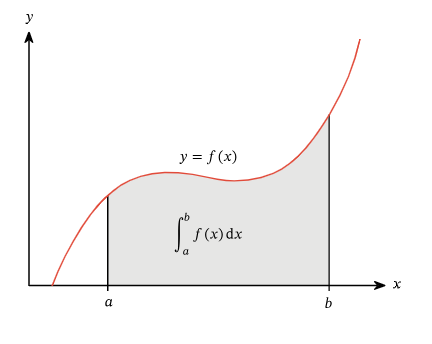 y
y = f (x)
∫_a^b f (x) dx
x
a
b